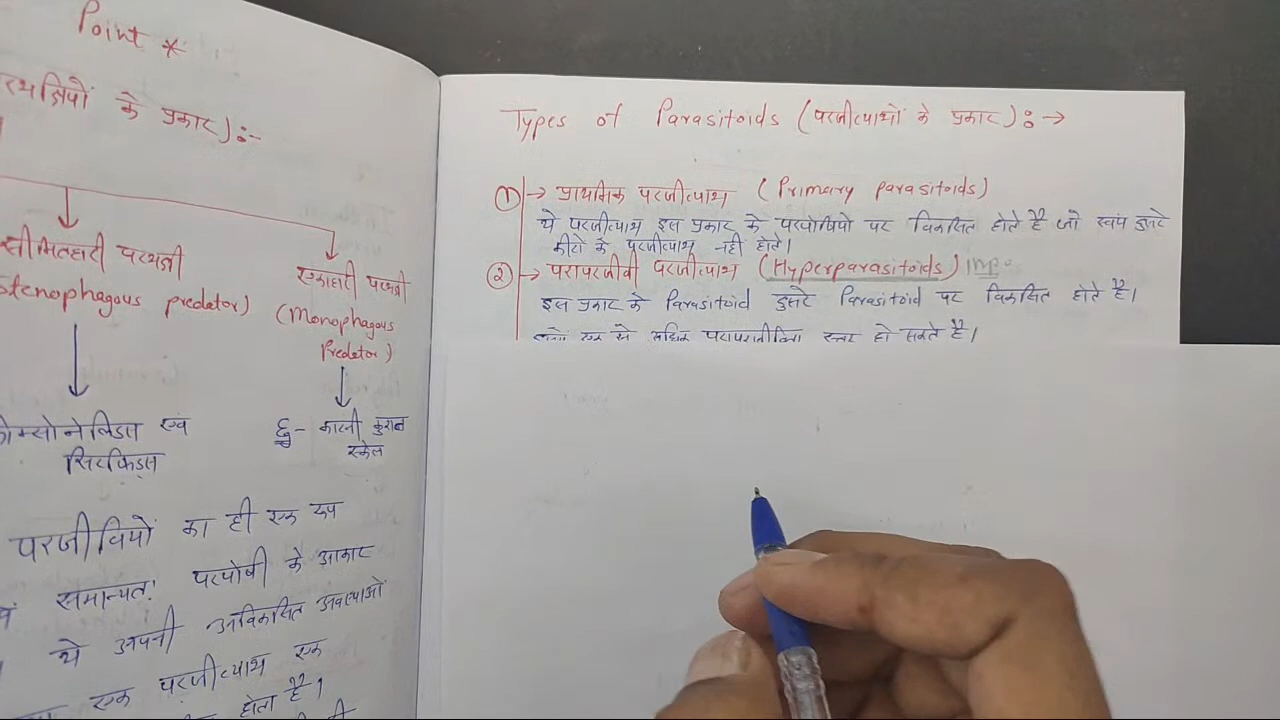 Point *
के प्रकार) :-
सीमितहारी परभक्षी
(Stenophagous predator)
एकाहारी परभक्षी
(Monophagous
Predator)
एवं
सिरफिड्स
छु - काटनी कुशन
स्केल
परजीवियों का ही एक रूप
समान्यत: परपोषी के आकार
ये अपनी अविकसित अवस्थाओं
एक परजीव्याभ एक
होता है।
Types of Parasitoids (परजीव्याभों के प्रकार) : →
① → प्राथमिक परजीव्याभ (Primary parasitoids)
ये परजीव्याभ इस प्रकार के परपोषियो पर विकसित होते है जो स्वयं दुसरे
कीटो के परजीव्याभ नही होते।
② → परापरजीवी परजीव्याभ (Hyperparasitoids) Imp.
इस प्रकार के Parasitoid दुसरे Parasitoid पर विकसित होते है।
एक से अधिक स्तर हो सकते है।